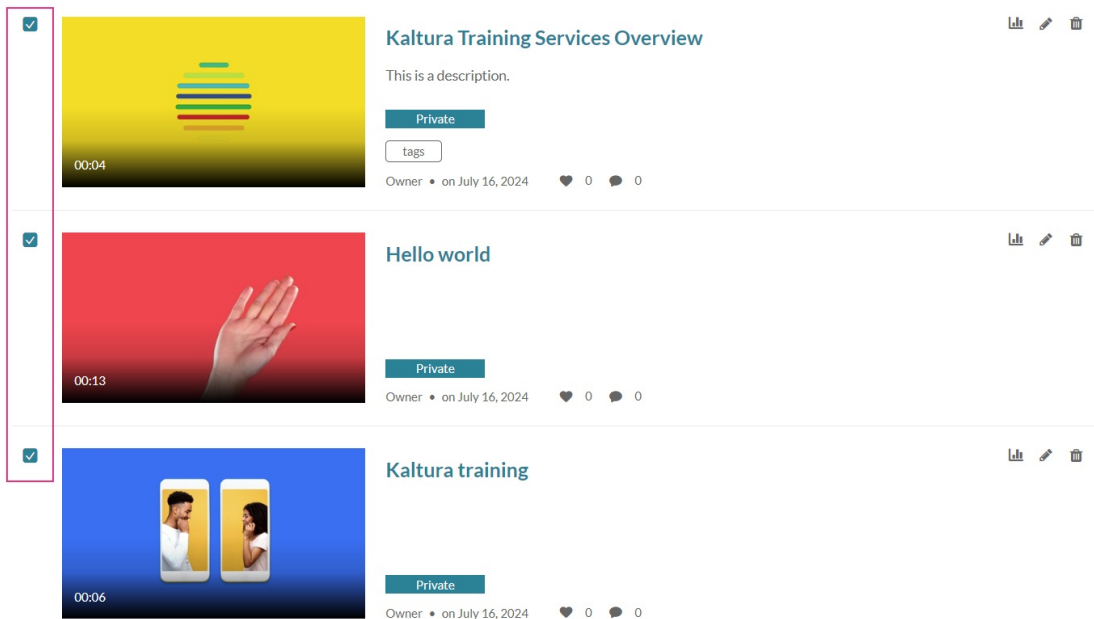 Kaltura Training Services Overview
This is a description.
Private
tags
00:04
Owner • on July 16, 2024 0 0
Hello world
Private
00:13
Owner • on July 16, 2024 0 0
Kaltura training
Private
00:06
Owner • on July 16, 2024 0 0